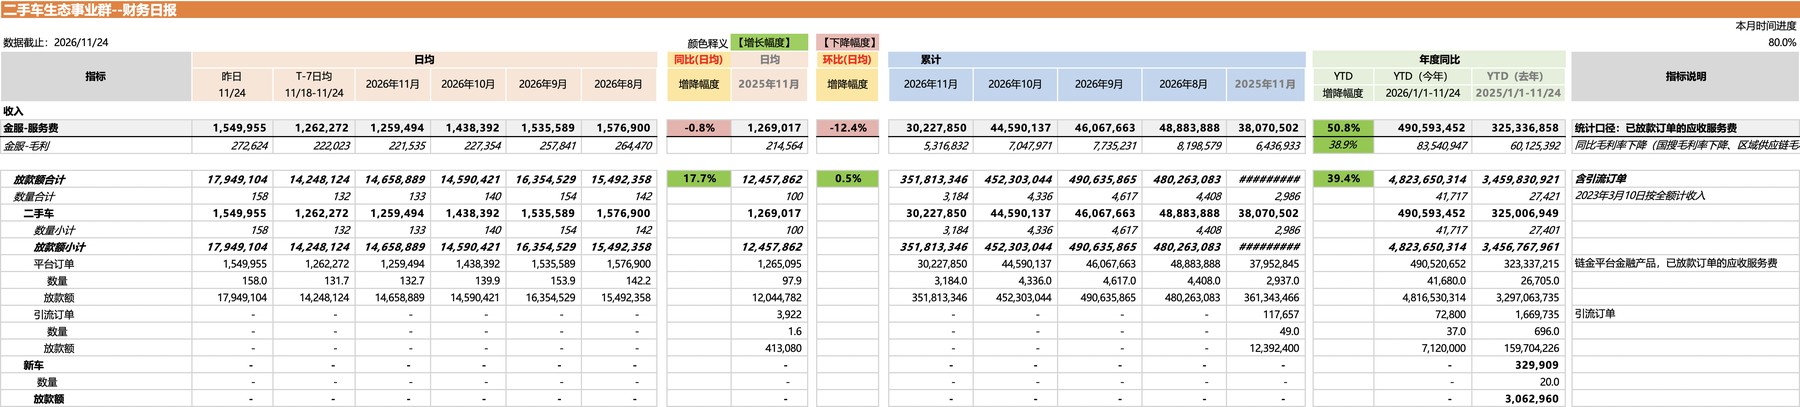 二手车生态事业群--财务日报
本月时间进度
数据截止：2026/11/24 颜色释义 【增长幅度】 【下降幅度】 80.0%
指标 日均 同比(日均) 日均 环比(日均) 累计 年度同比 指标说明
昨日 11/24 T-7日均 11/18-11/24 2026年11月 2026年10月 2026年9月 2026年8月 增降幅度 2025年11月 增降幅度 2026年11月 2026年10月 2026年9月 2026年8月 2025年11月 YTD 增降幅度 YTD（今年） 2026/1/1-11/24 YTD（去年） 2025/1/1-11/24
收入
金服-服务费 1,549,955 1,262,272 1,259,494 1,438,392 1,535,589 1,576,900 -0.8% 1,269,017 -12.4% 30,227,850 44,590,137 46,067,663 48,883,888 38,070,502 50.8% 490,593,452 325,336,858 统计口径：已放款订单的应收服务费
金服-毛利 272,624 222,023 221,535 227,354 257,841 264,470 214,564 5,316,832 7,047,971 7,735,231 8,198,579 6,436,933 38.9% 83,540,947 60,125,392 同比毛利率下降（国搜毛利率下降、区域供应链毛
放款额合计 17,949,104 14,248,124 14,658,889 14,590,421 16,354,529 15,492,358 17.7% 12,457,862 0.5% 351,813,346 452,303,044 490,635,865 480,263,083 ######### 39.4% 4,823,650,314 3,459,830,921 含引流订单
数量合计 158 132 133 140 154 142 100 3,184 4,336 4,617 4,408 2,986 41,717 27,421 2023年3月10日按全额计收入
二手车 1,549,955 1,262,272 1,259,494 1,438,392 1,535,589 1,576,900 1,269,017 30,227,850 44,590,137 46,067,663 48,883,888 38,070,502 490,593,452 325,006,949
数量小计 158 132 133 140 154 142 100 3,184 4,336 4,617 4,408 2,986 41,717 27,401
放款额小计 17,949,104 14,248,124 14,658,889 14,590,421 16,354,529 15,492,358 12,457,862 351,813,346 452,303,044 490,635,865 480,263,083 ######### 4,823,650,314 3,456,767,961
平台订单 1,549,955 1,262,272 1,259,494 1,438,392 1,535,589 1,576,900 1,265,095 30,227,850 44,590,137 46,067,663 48,883,888 37,952,845 490,520,652 323,337,215 链金平台金融产品，已放款订单的应收服务费
数量 158.0 131.7 132.7 139.9 153.9 142.2 97.9 3,184.0 4,336.0 4,617.0 4,408.0 2,937.0 41,680.0 26,705.0
放款额 17,949,104 14,248,124 14,658,889 14,590,421 16,354,529 15,492,358 12,044,782 351,813,346 452,303,044 490,635,865 480,263,083 361,343,466 4,816,530,314 3,297,063,735
引流订单 - - - - - - 3,922 - - - - 117,657 72,800 1,669,735 引流订单
数量 - - - - - - 1.6 - - - - 49.0 37.0 696.0
放款额 - - - - - - 413,080 - - - - 12,392,400 7,120,000 159,704,226
新车 - - - - - - - - - - - - - 329,909
数量 - - - - - - - - - - - - - 20.0
放款额 - - - - - - - - - - - - - 3,062,960